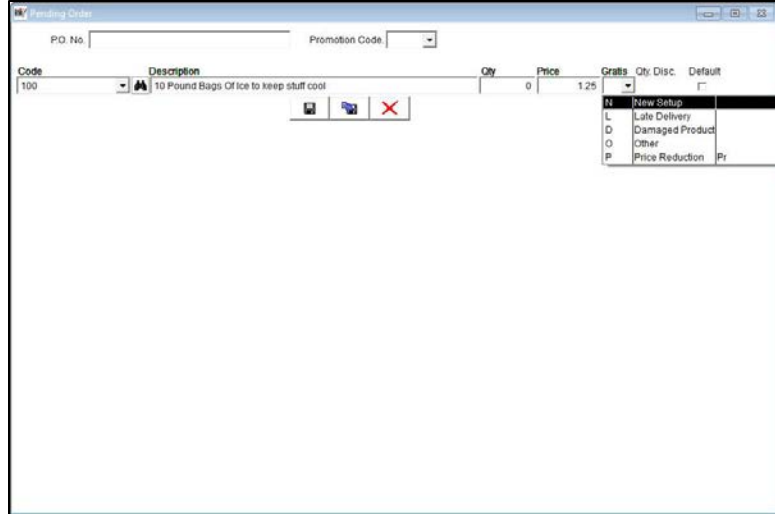 Pending Order
P.O. No. Promotion Code.
Code Description Qty Price Gratis Qty. Disc. Default
100 10 Pound Bags Of Ice to keep stuff cool 0 1.25
N New Setup
L Late Delivery
D Damaged Product
O Other
P Price Reduction Pr